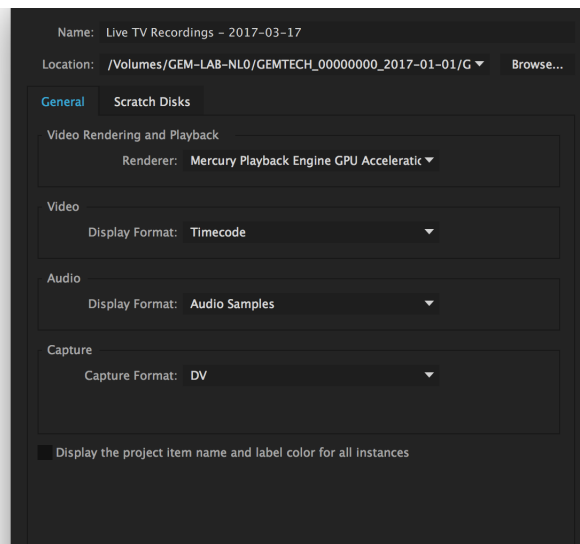 Name: Live TV Recordings - 2017-03-17
Location: /Volumes/GEM-LAB-NL0/GEMTECH_00000000_2017-01-01/G Browse...
General Scratch Disks
Video Rendering and Playback
Renderer: Mercury Playback Engine GPU Acceleratic
Video
Display Format: Timecode
Audio
Display Format: Audio Samples
Capture
Capture Format: DV
Display the project item name and label color for all instances